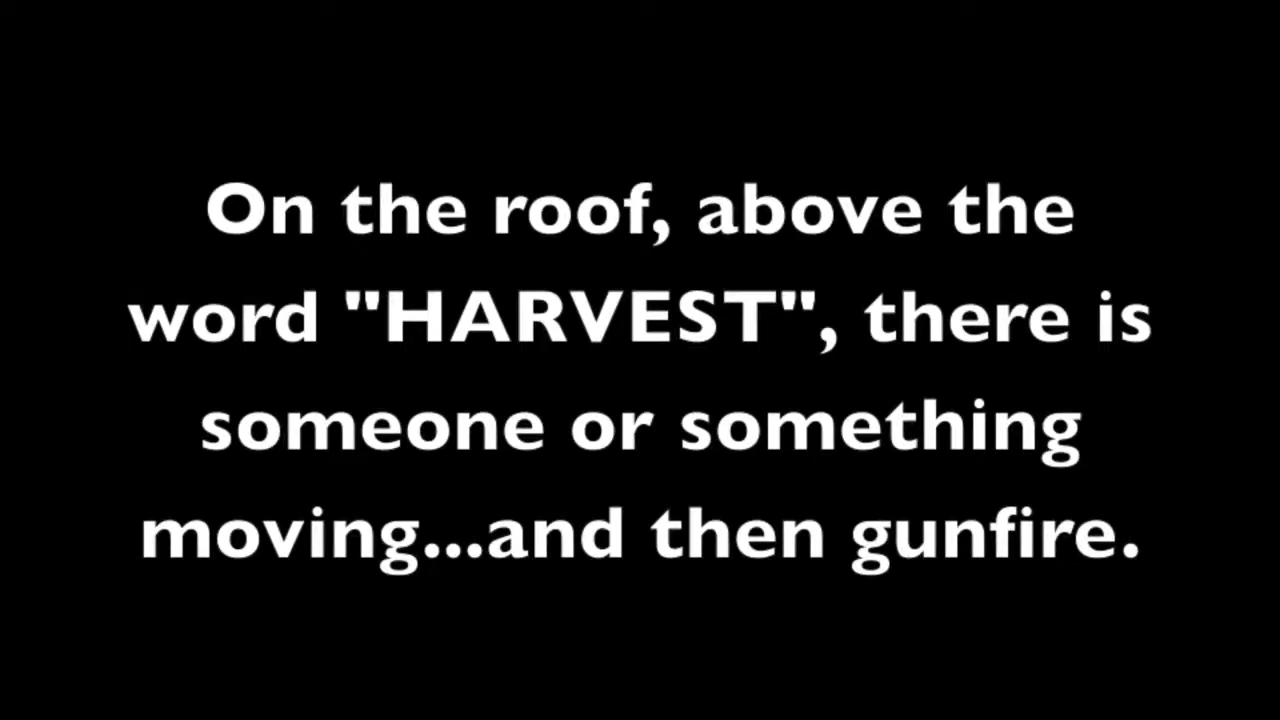 On the roof, above the
word "HARVEST", there is
someone or something
moving...and then gunfire.